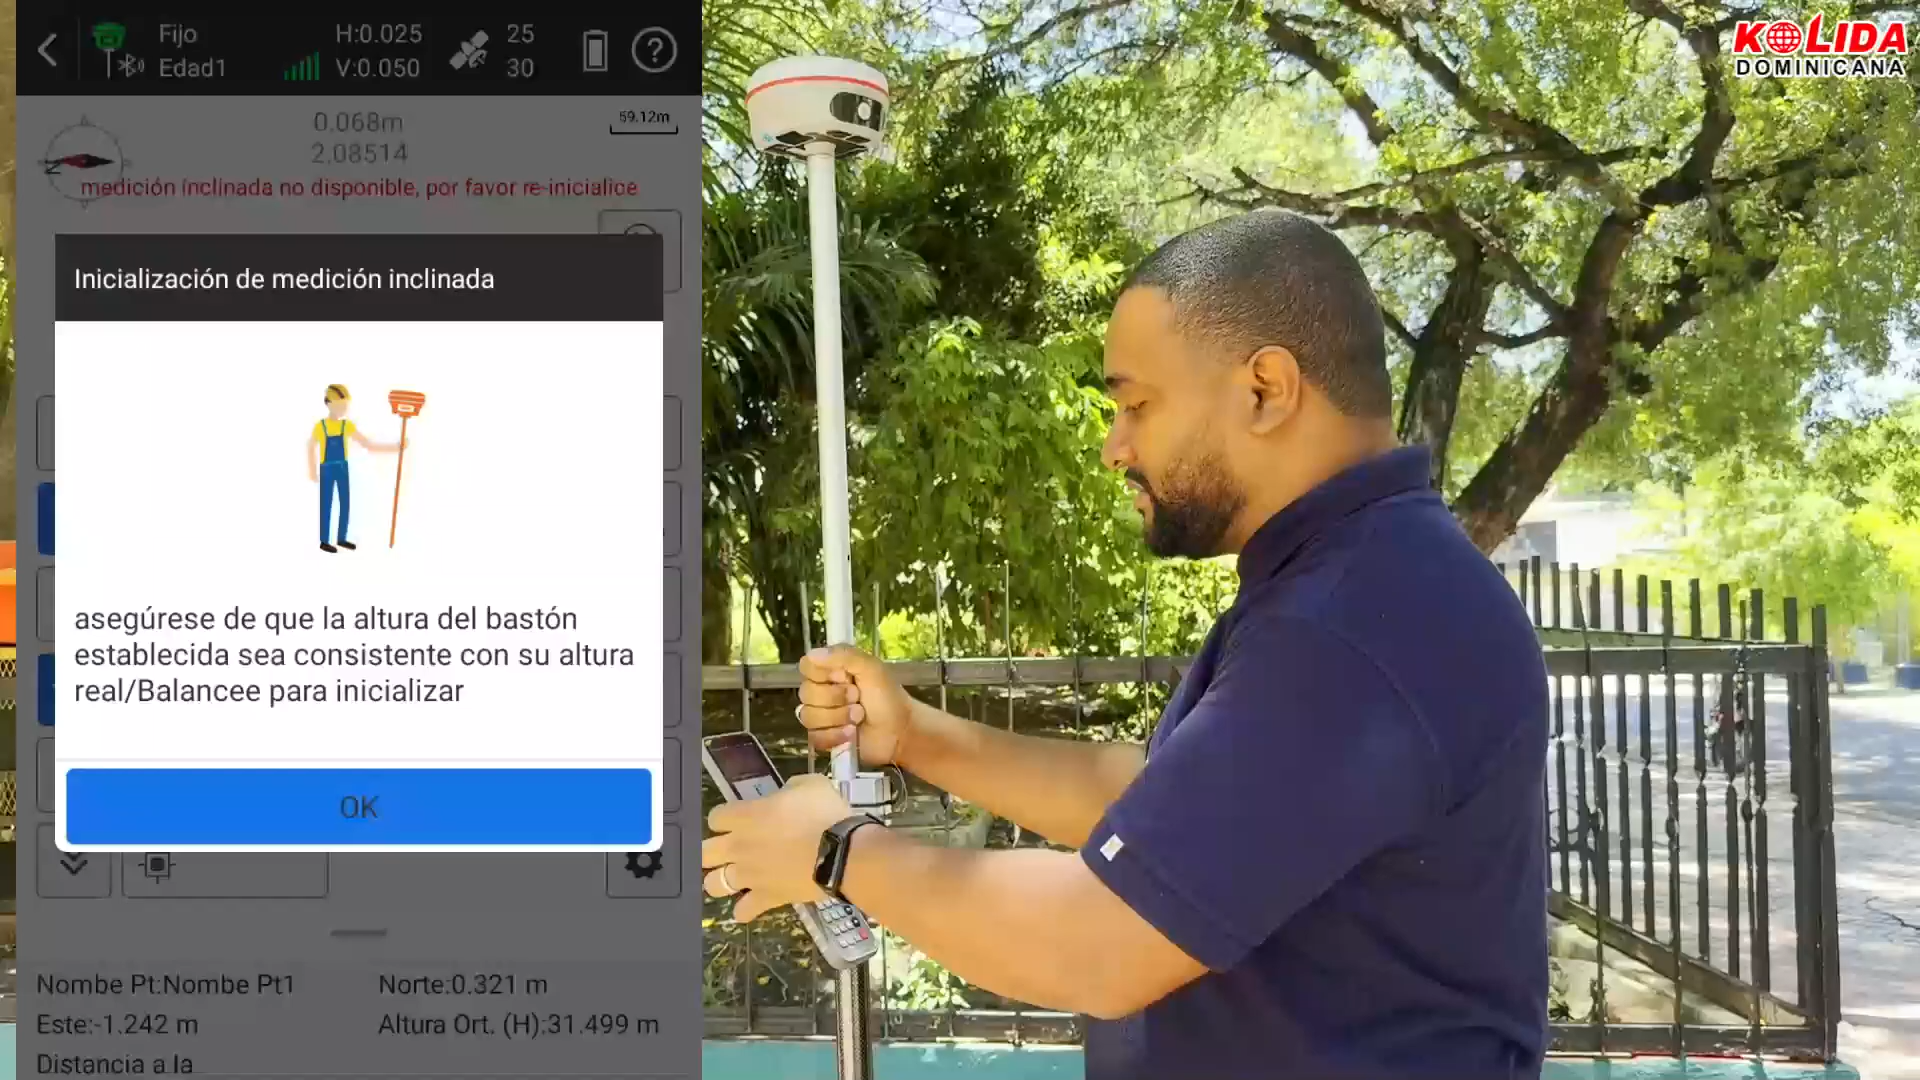 Fijo
Edad1
H:0.025
V:0.050
25
30
0.068m
2.08514
59.12m
medición inclinada no disponible, por favor re-inicialice
Inicialización de medición inclinada
asegúrese de que la altura del bastón
establecida sea consistente con su altura
real/Balancee para inicializar
OK
Nombe Pt:Nombe Pt1
Norte:0.321 m
Este:-1.242 m
Altura Ort. (H):31.499 m
Distancia a la
KOLIDA
DOMINICANA